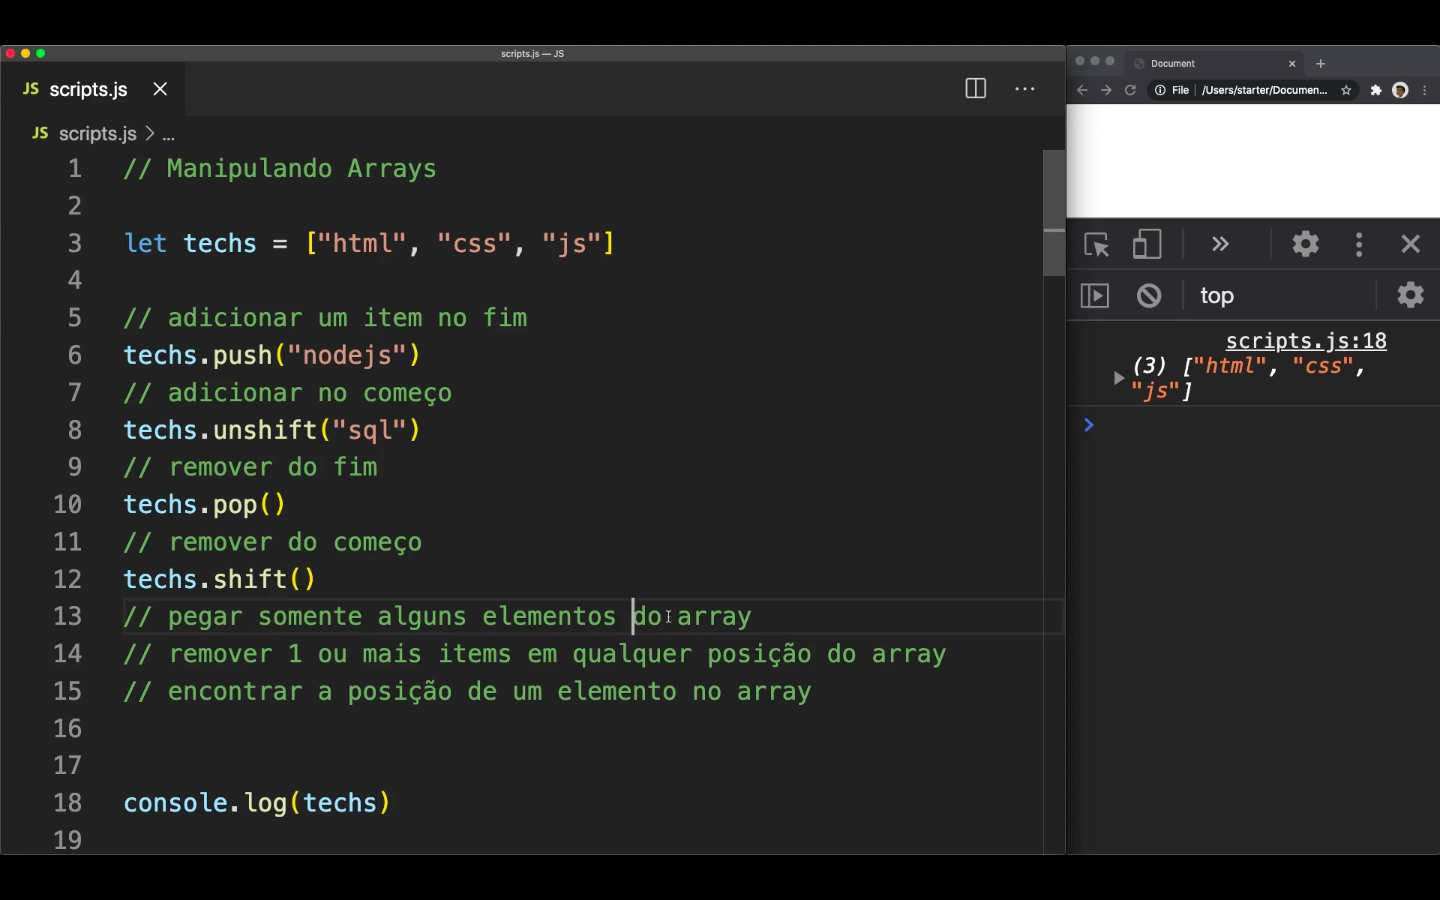 scripts.js — JS
JS scripts.js
JS scripts.js > ...
1 // Manipulando Arrays
2
3 let techs = ["html", "css", "js"]
4
5 // adicionar um item no fim
6 techs.push("nodejs")
7 // adicionar no começo
8 techs.unshift("sql")
9 // remover do fim
10 techs.pop()
11 // remover do começo
12 techs.shift()
13 // pegar somente alguns elementos do array
14 // remover 1 ou mais items em qualquer posição do array
15 // encontrar a posição de um elemento no array
16
17
18 console.log(techs)
19
Document
File /Users/starter/Documen...
top
scripts.js:18
(3) ["html", "css",
"js"]